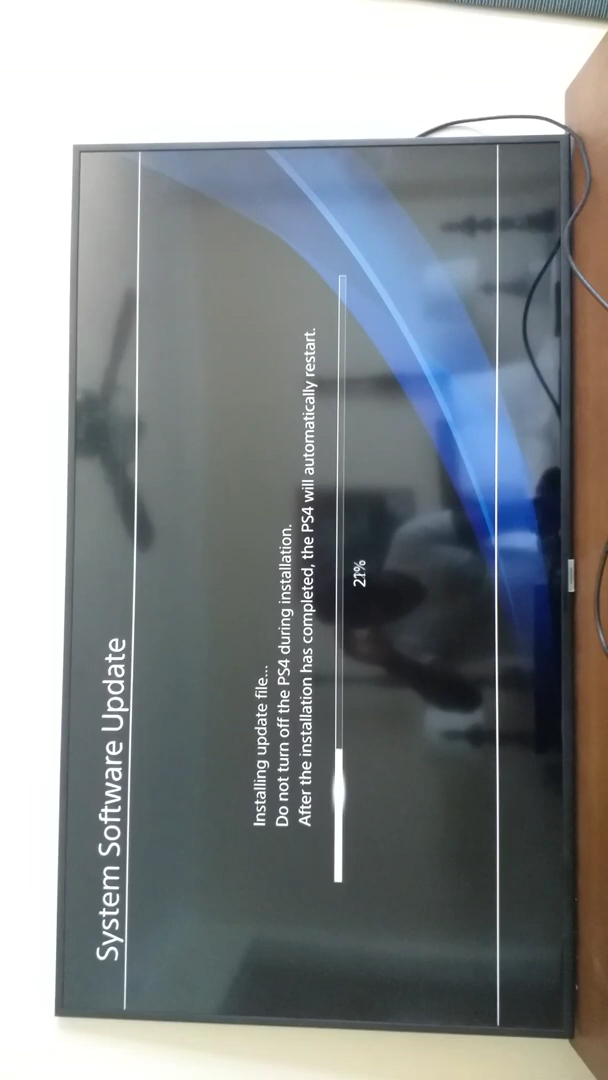 System Software Update
Installing update file...
Do not turn off the PS4 during installation.
After the installation has completed, the PS4 will automatically restart.